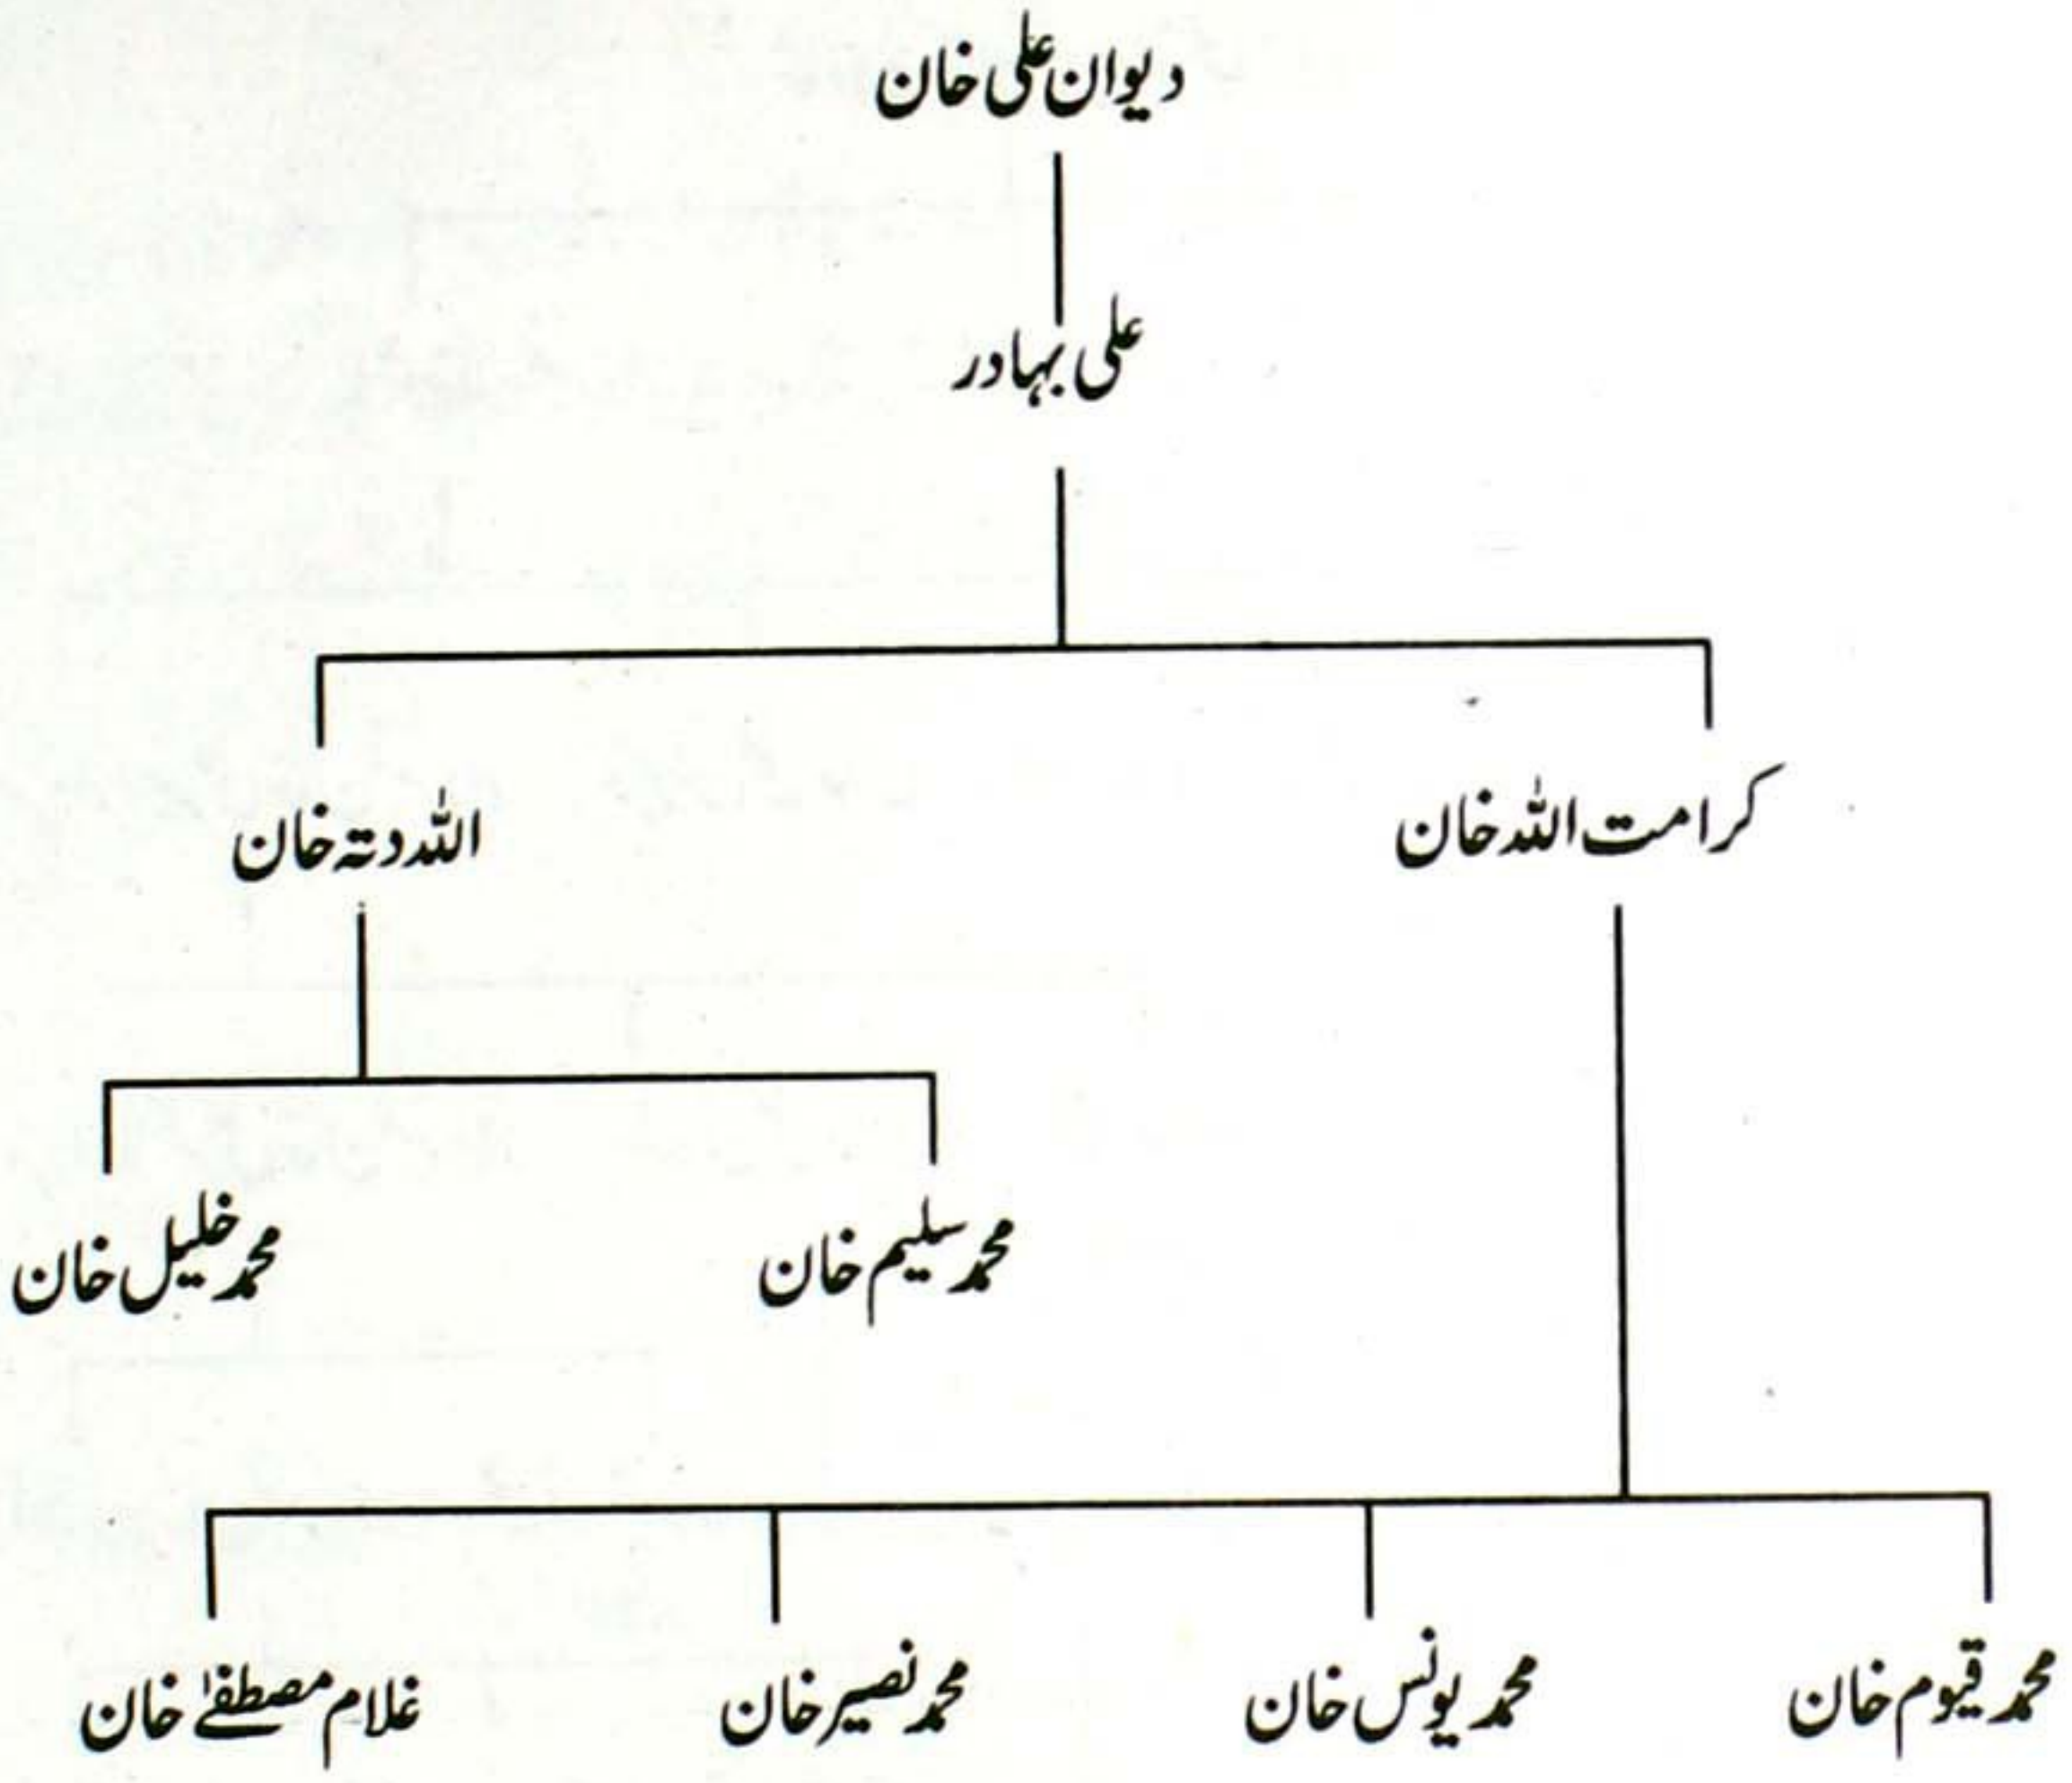 دیوان علی خان
علی بہادر
کرامت اللہ خان
اللہ دتہ خان
محمد سلیم خان
محمد خلیل خان
محمد قیوم خان
محمد یونس خان
محمد نصیر خان
غلام مصطفےٰ خان